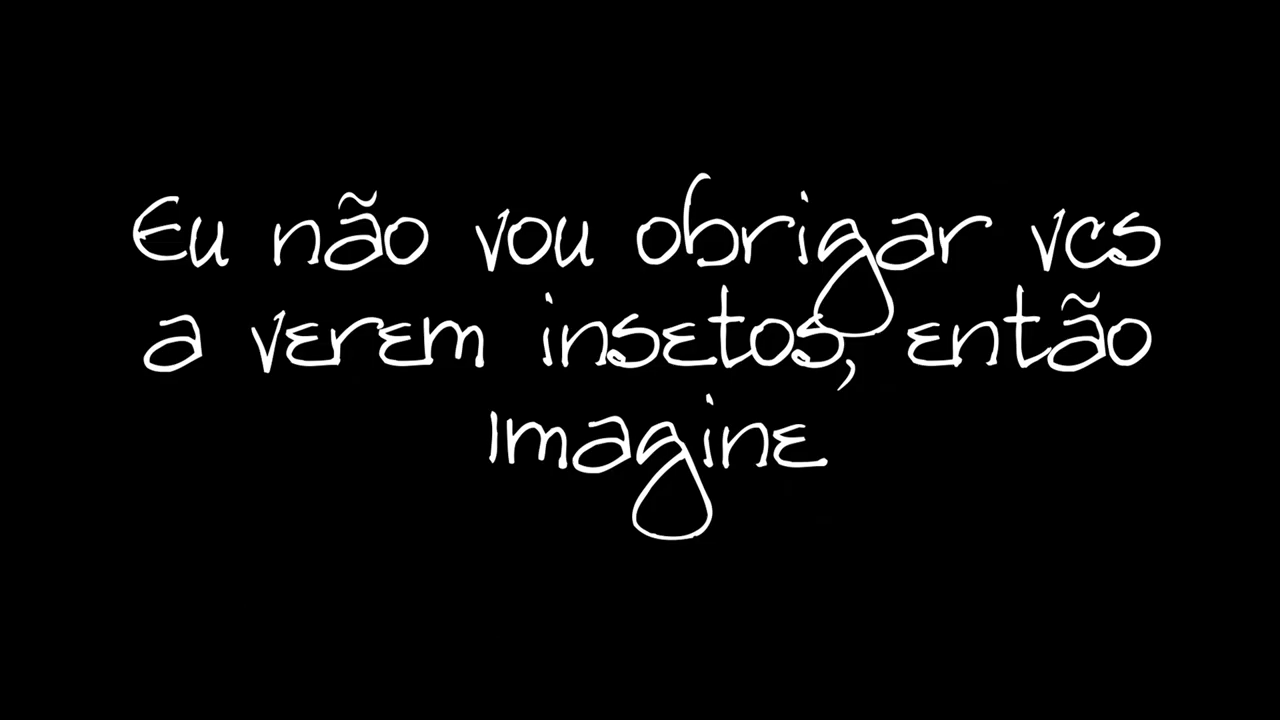 Eu não vou obrigar vcs
a verem insetos, então
imagine